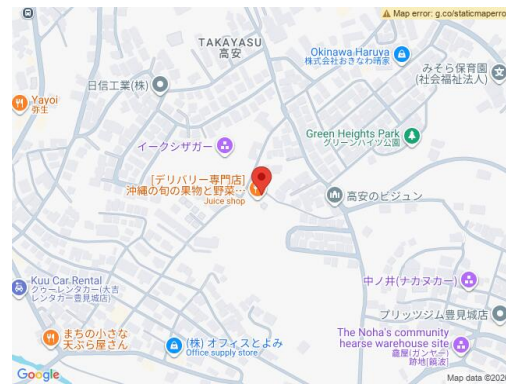 Map error: g.co/staticmaperro
TAKAYASU
高安
Okinawa Haruya
株式会社おきなわ晴家
みそら保育園
(社会福祉法人)
日信工業(株)
Yayoi
弥生
Green Heights Park
グリーンハイツ公園
イークシザガー
[デリバリー専門店]
沖縄の旬の果物と野菜…
Juice shop
高安のビジュン
Kuu Car Rental
クゥーレンタカー(大吉
レンタカー豊見城店)
中ノ井(ナカヌカー)
ブリッツジム豊見城店
まちの小さな
天ぷら屋さん
(株) オフィスとよみ
Office supply store
The Noha's community
hearse warehouse site
龕屋(ガンヤー)
跡地(饒波)
Google
Map data ©2026